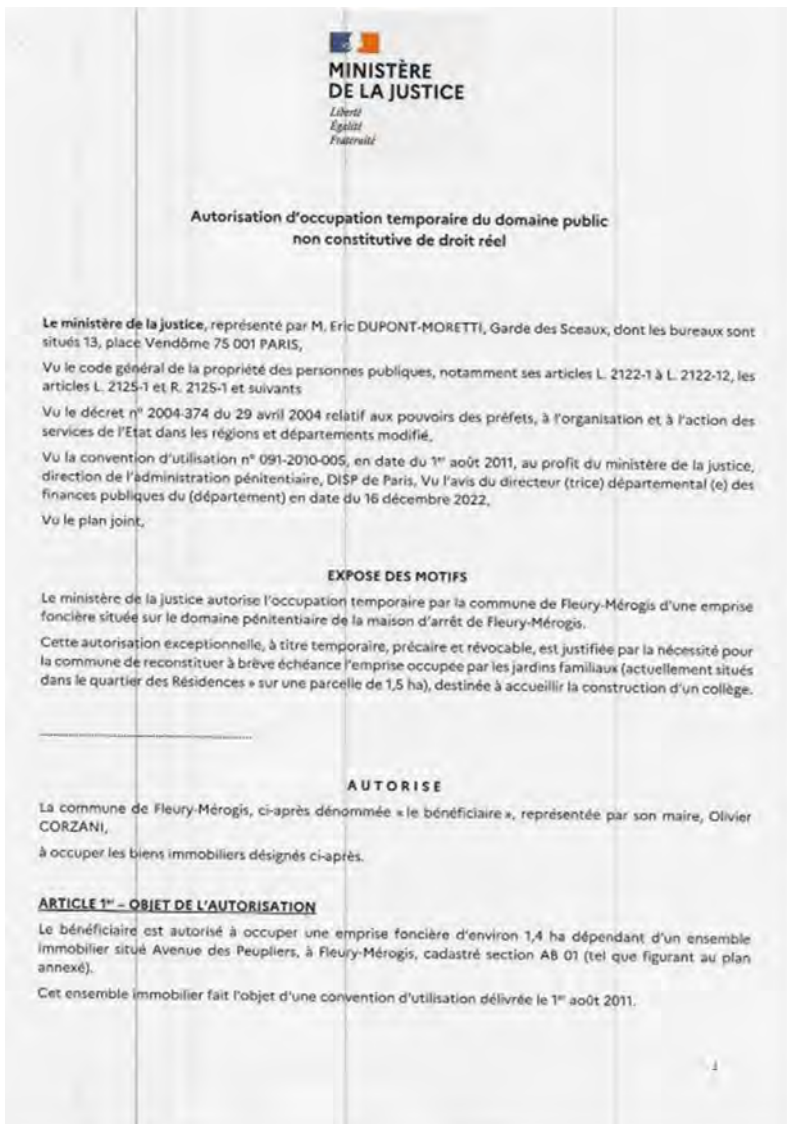 MINISTÈRE
DE LA JUSTICE
Liberté
Égalité
Fraternité
Autorisation d'occupation temporaire du domaine public
non constitutive de droit réel
Le ministère de la justice, représenté par M. Eric DUPONT-MORETTI, Garde des Sceaux, dont les bureaux sont
situés 13, place Vendôme 75 001 PARIS,
Vu le code général de la propriété des personnes publiques, notamment ses articles L. 2122-1 à L. 2122-12, les
articles L. 2125-1 et R. 2125-1 et suivants
Vu le décret n° 2004-374 du 29 avril 2004 relatif aux pouvoirs des préfets, à l'organisation et à l'action des
services de l'Etat dans les régions et départements modifié,
Vu la convention d'utilisation n° 091-2010-005, en date du 1er août 2011, au profit du ministère de la justice,
direction de l'administration pénitentiaire, DISP de Paris, Vu l'avis du directeur (trice) départemental (e) des
finances publiques du (département) en date du 16 décembre 2022,
Vu le plan joint,
EXPOSE DES MOTIFS
Le ministère de la justice autorise l'occupation temporaire par la commune de Fleury-Mérogis d'une emprise
foncière située sur le domaine pénitentiaire de la maison d'arrêt de Fleury-Mérogis.
Cette autorisation exceptionnelle, à titre temporaire, précaire et révocable, est justifiée par la nécessité pour
la commune de reconstituer à brève échéance l'emprise occupée par les jardins familiaux (actuellement situés
dans le quartier des Résidences » sur une parcelle de 1,5 ha), destinée à accueillir la construction d'un collège.
AUTORISE
La commune de Fleury-Mérogis, ci-après dénommée « le bénéficiaire », représentée par son maire, Olivier
CORZANI,
à occuper les biens immobiliers désignés ci-après.
ARTICLE 1er – OBJET DE L'AUTORISATION
Le bénéficiaire est autorisé à occuper une emprise foncière d'environ 1,4 ha dépendant d'un ensemble
immobilier situé Avenue des Peupliers, à Fleury-Mérogis, cadastré section AB 01 (tel que figurant au plan
annexé).
Cet ensemble immobilier fait l'objet d'une convention d'utilisation délivrée le 1er août 2011.
1